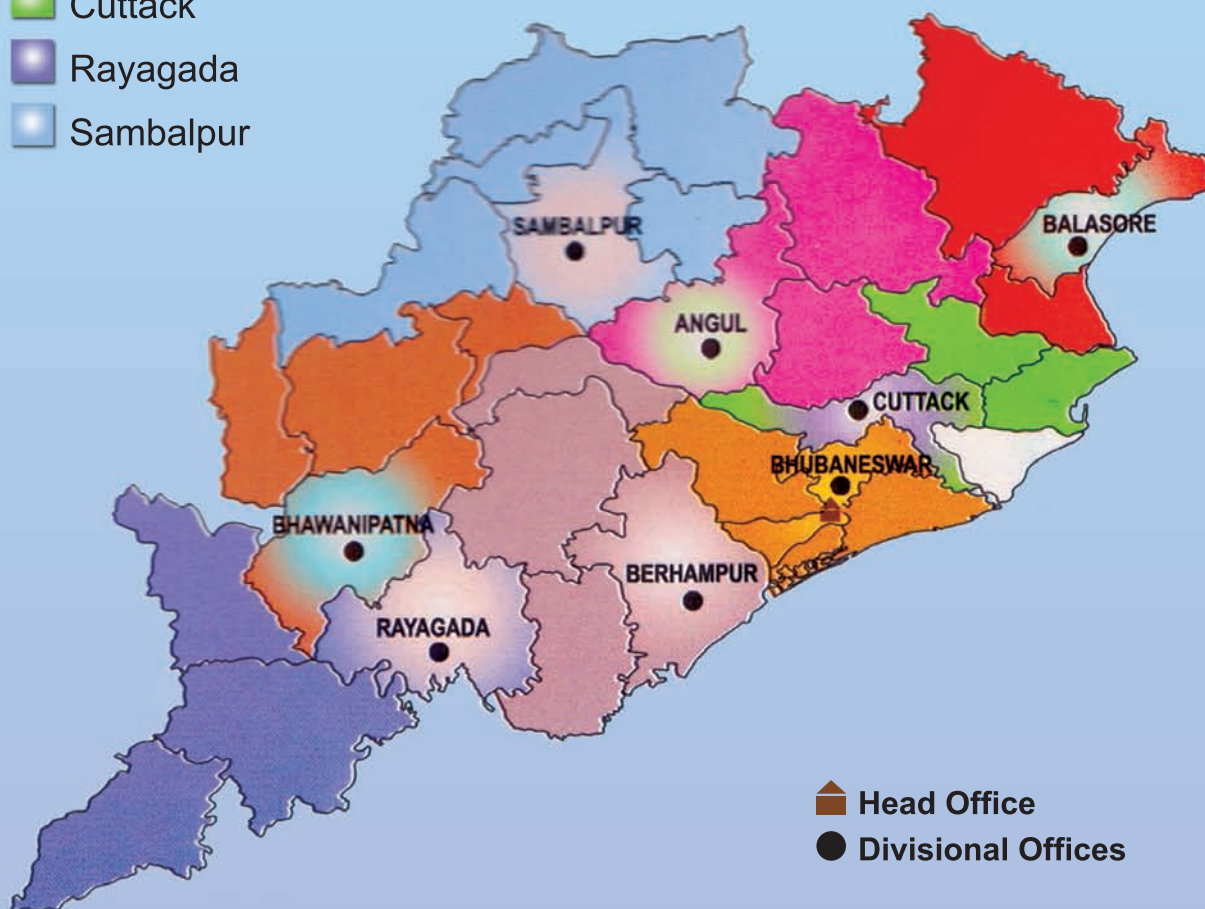 Cuttack
Rayagada
Sambalpur
SAMBALPUR
BALASORE
ANGUL
CUTTACK
BHUBANESWAR
BHAWANIPATNA
BERHAMPUR
RAYAGADA
Head Office
Divisional Offices